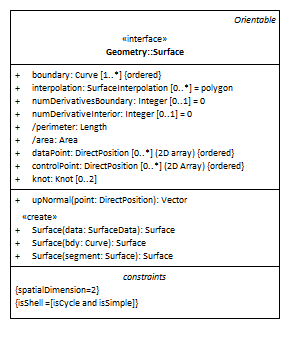 Orientable
«interface»
Geometry::Surface
+ boundary: Curve [1..*] {ordered}
+ interpolation: SurfaceInterpolation [0..*] = polygon
+ numDerivativesBoundary: Integer [0..1] = 0
+ numDerivativeInterior: Integer [0..1] = 0
+ /perimeter: Length
+ /area: Area
+ dataPoint: DirectPosition [0..*] (2D array) {ordered}
+ controlPoint: DirectPosition [0..*] (2D Array) {ordered}
+ knot: Knot [0..2]
+ upNormal(point: DirectPosition): Vector
«create»
+ Surface(data: SurfaceData): Surface
+ Surface(bdy: Curve): Surface
+ Surface(segment: Surface): Surface
constraints
{spatialDimension=2}
{isShell =[isCycle and isSimple]}